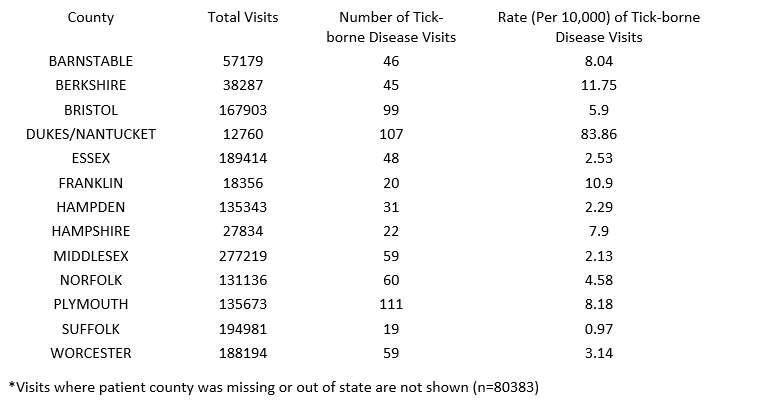 County Total Visits Number of Tick- Rate (Per 10,000) of Tick-borne
borne Disease Visits Disease Visits
BARNSTABLE 57179 46 8.04
BERKSHIRE 38287 45 11.75
BRISTOL 167903 99 5.9
DUKES/NANTUCKET 12760 107 83.86
ESSEX 189414 48 2.53
FRANKLIN 18356 20 10.9
HAMPDEN 135343 31 2.29
HAMPSHIRE 27834 22 7.9
MIDDLESEX 277219 59 2.13
NORFOLK 131136 60 4.58
PLYMOUTH 135673 111 8.18
SUFFOLK 194981 19 0.97
WORCESTER 188194 59 3.14
*Visits where patient county was missing or out of state are not shown (n=80383)